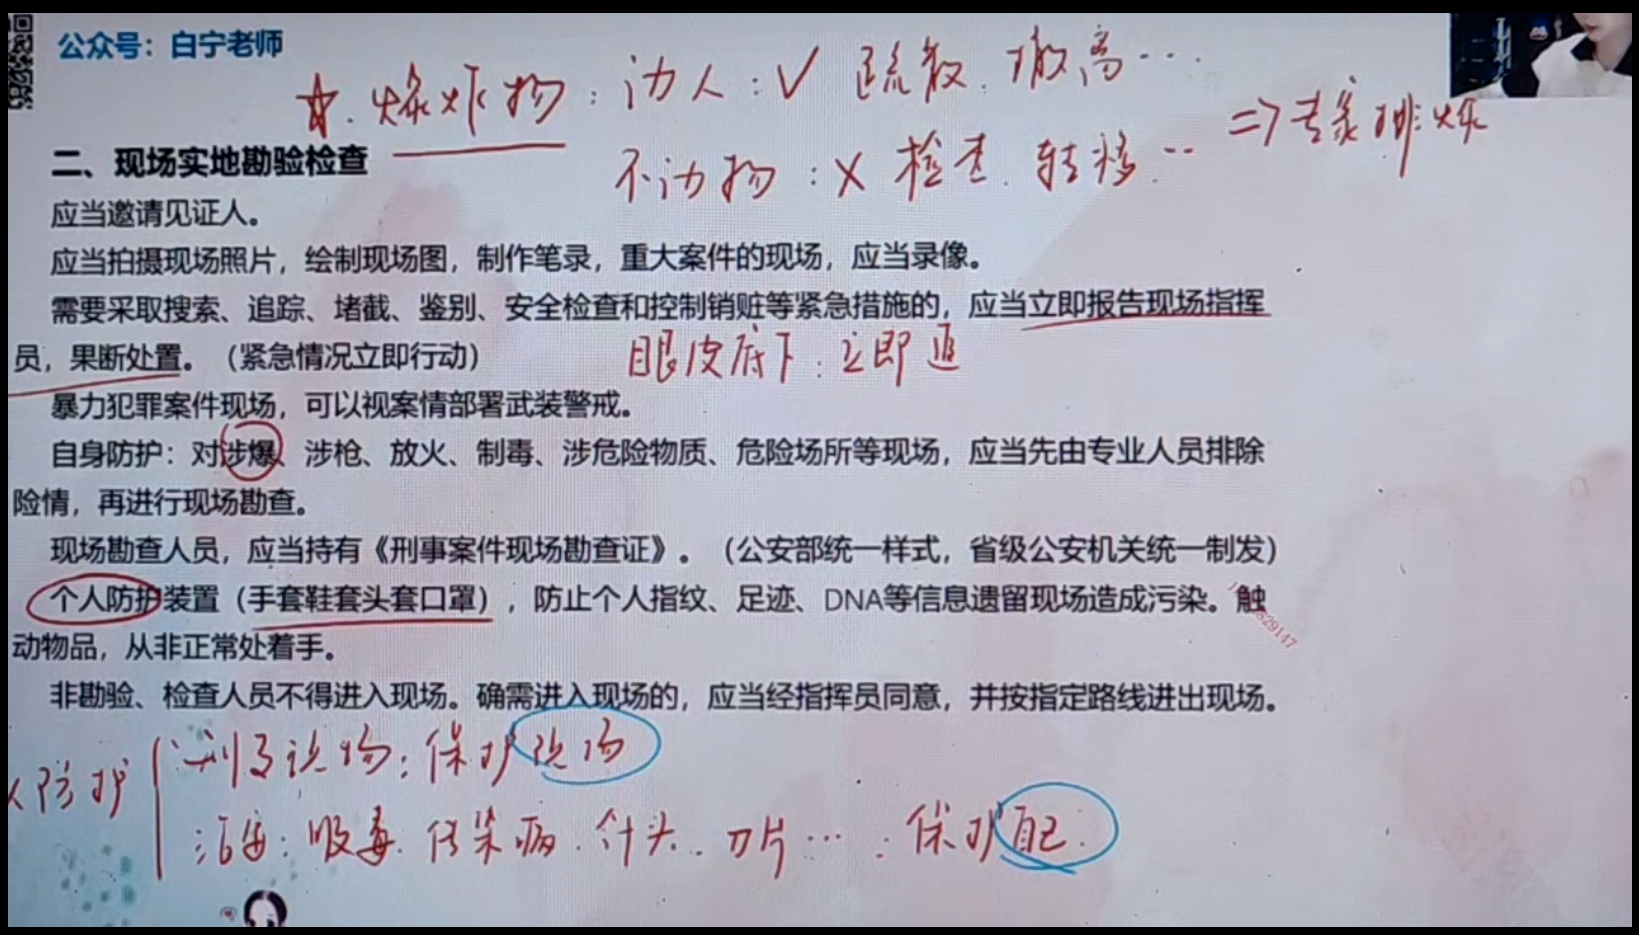 公众号：白宁老师
☆.爆炸物：动人：√ 疏散.撤离…
不动物：× 检查.转移… ⇒专家排爆
二、现场实地勘验检查
应当邀请见证人。
应当拍摄现场照片，绘制现场图，制作笔录，重大案件的现场，应当录像。
需要采取搜索、追踪、堵截、鉴别、安全检查和控制销赃等紧急措施的，应当立即报告现场指挥
员，果断处置。（紧急情况立即行动）
眼皮底下：立即追
暴力犯罪案件现场，可以视案情部署武装警戒。
自身防护：对涉爆、涉枪、放火、制毒、涉危险物质、危险场所等现场，应当先由专业人员排除
险情，再进行现场勘查。
现场勘查人员，应当持有《刑事案件现场勘查证》。（公安部统一样式，省级公安机关统一制发）
个人防护装置（手套鞋套头套口罩），防止个人指纹、足迹、DNA等信息遗留现场造成污染。触
动物品，从非正常处着手。
非勘验、检查人员不得进入现场。确需进入现场的，应当经指挥员同意，并按指定路线进出现场。
人防护
刑事现场：保护现场
治安：吸毒.传染病.针头.刀片…：保护自己.